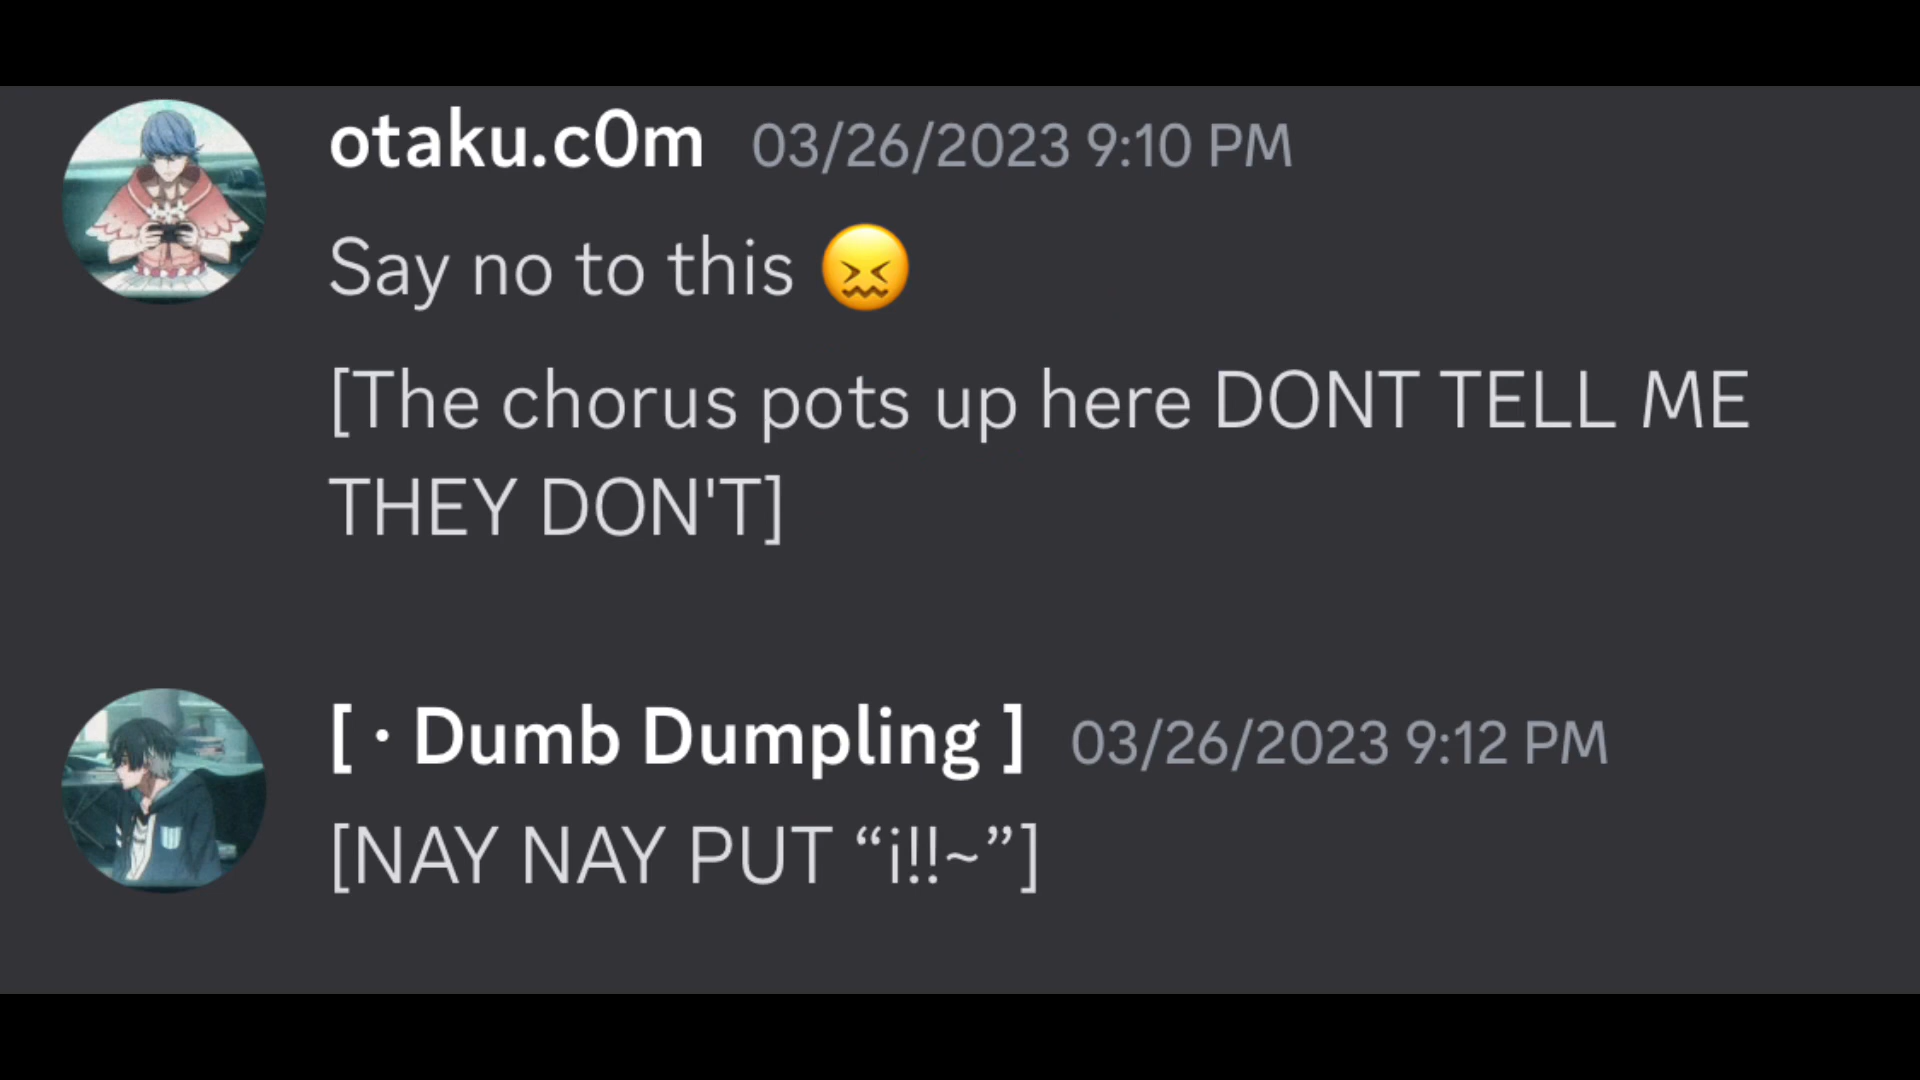 otaku.c0m 03/26/2023 9:10 PM
Say no to this 😖
[The chorus pots up here DONT TELL ME
THEY DON'T]
[ · Dumb Dumpling ] 03/26/2023 9:12 PM
[NAY NAY PUT “i!!~”]